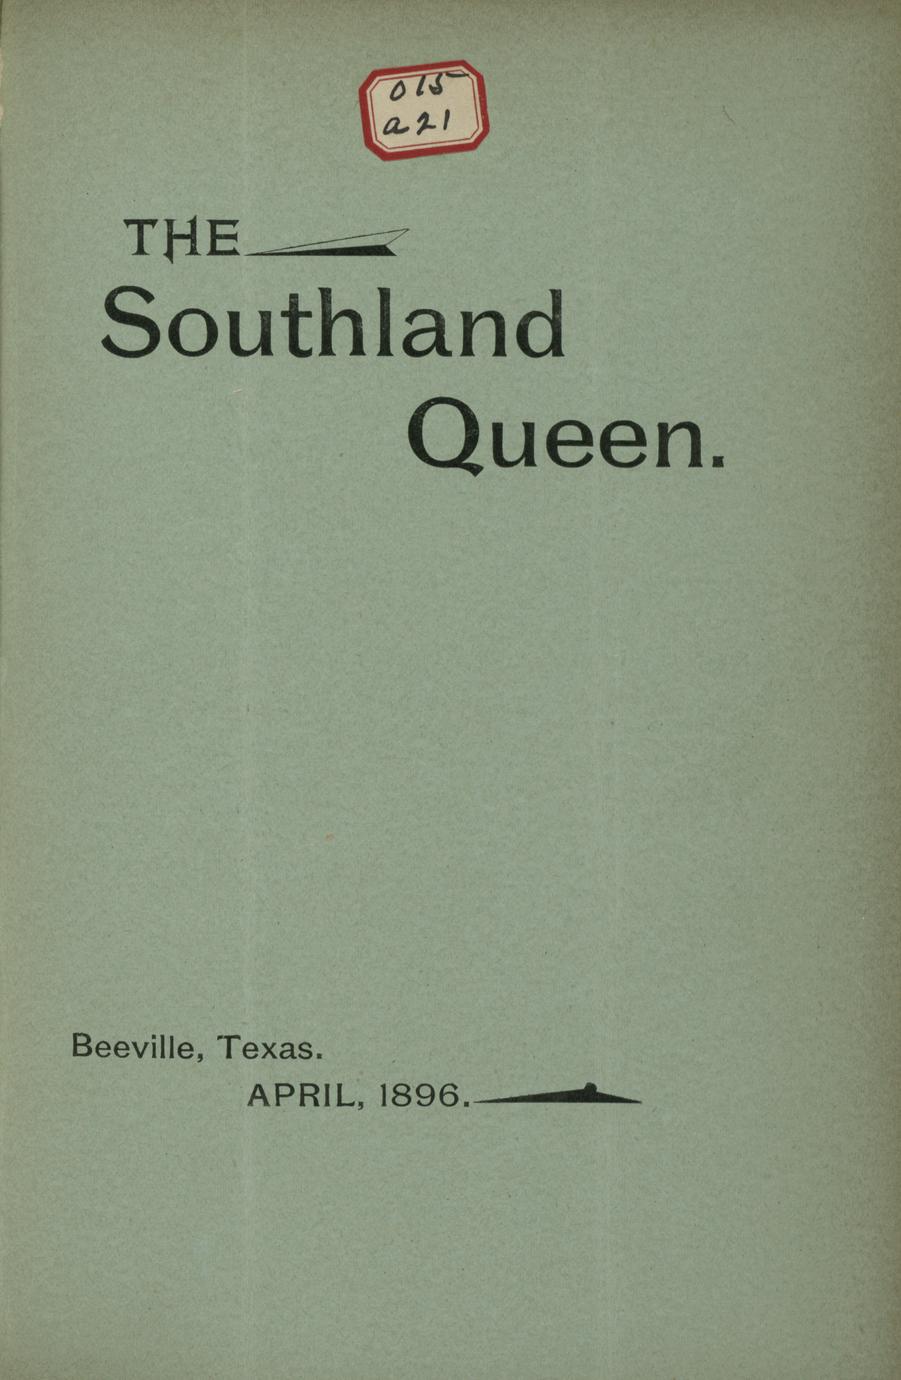 015
a21
THE
Southland
Queen.
Beeville, Texas.
APRIL, 1896.